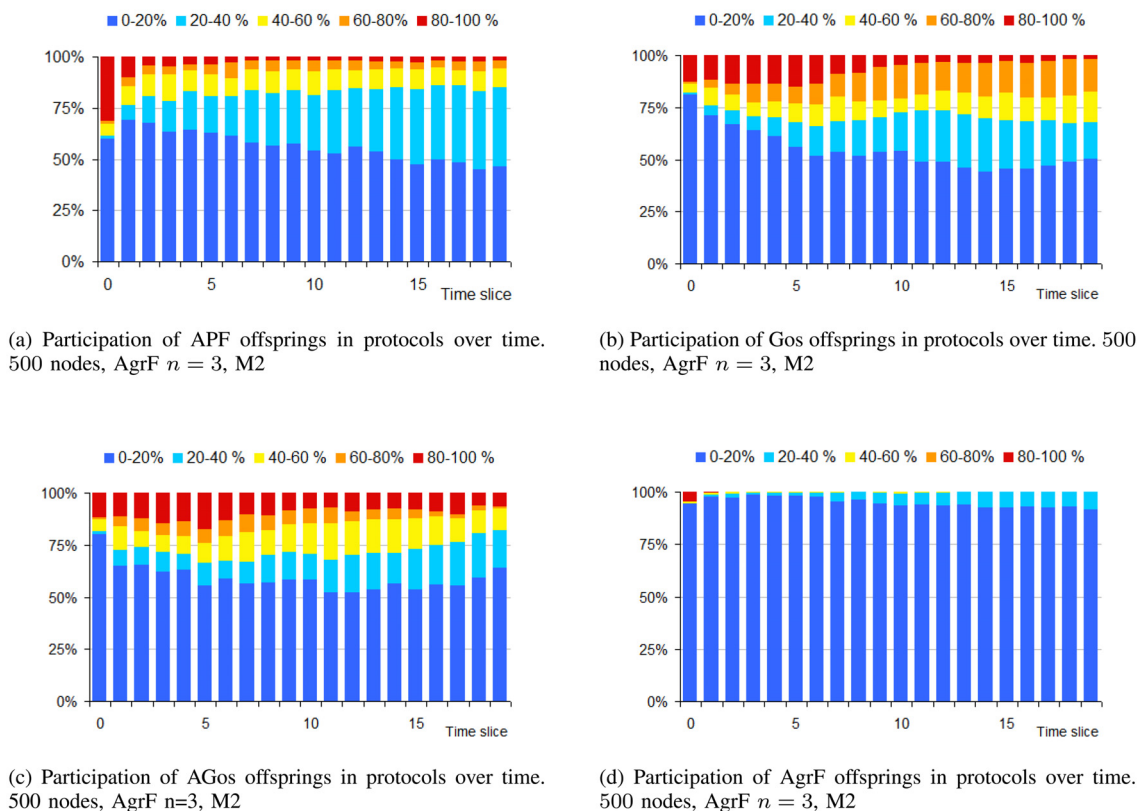 0-20% 20-40 % 40-60 % 60-80% 80-100 %
100%
75%
50%
25%
0%
0 5 10 15
Time slice
(a) Participation of APF offsprings in protocols over time.
500 nodes, AgrF n = 3, M2
0-20% 20-40 % 40-60 % 60-80% 80-100 %
100%
75%
50%
25%
0%
0 5 10 15
Time slice
(b) Participation of Gos offsprings in protocols over time. 500
nodes, AgrF n = 3, M2
0-20% 20-40 % 40-60 % 60-80% 80-100 %
100%
75%
50%
25%
0%
0 5 10 15
Time slice
(c) Participation of AGos offsprings in protocols over time.
500 nodes, AgrF n=3, M2
0-20% 20-40 % 40-60 % 60-80% 80-100 %
100%
75%
50%
25%
0%
0 5 10 15
Time slice
(d) Participation of AgrF offsprings in protocols over time.
500 nodes, AgrF n = 3, M2